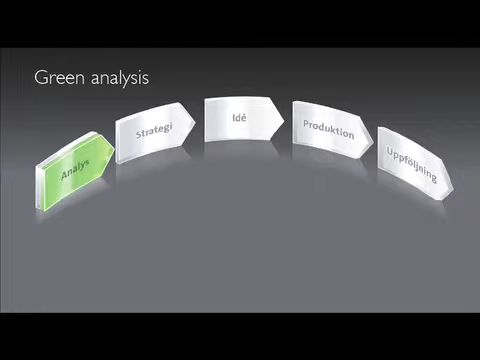 Green analysis
Analys
Strategi
Idé
Produktion
Uppföljning